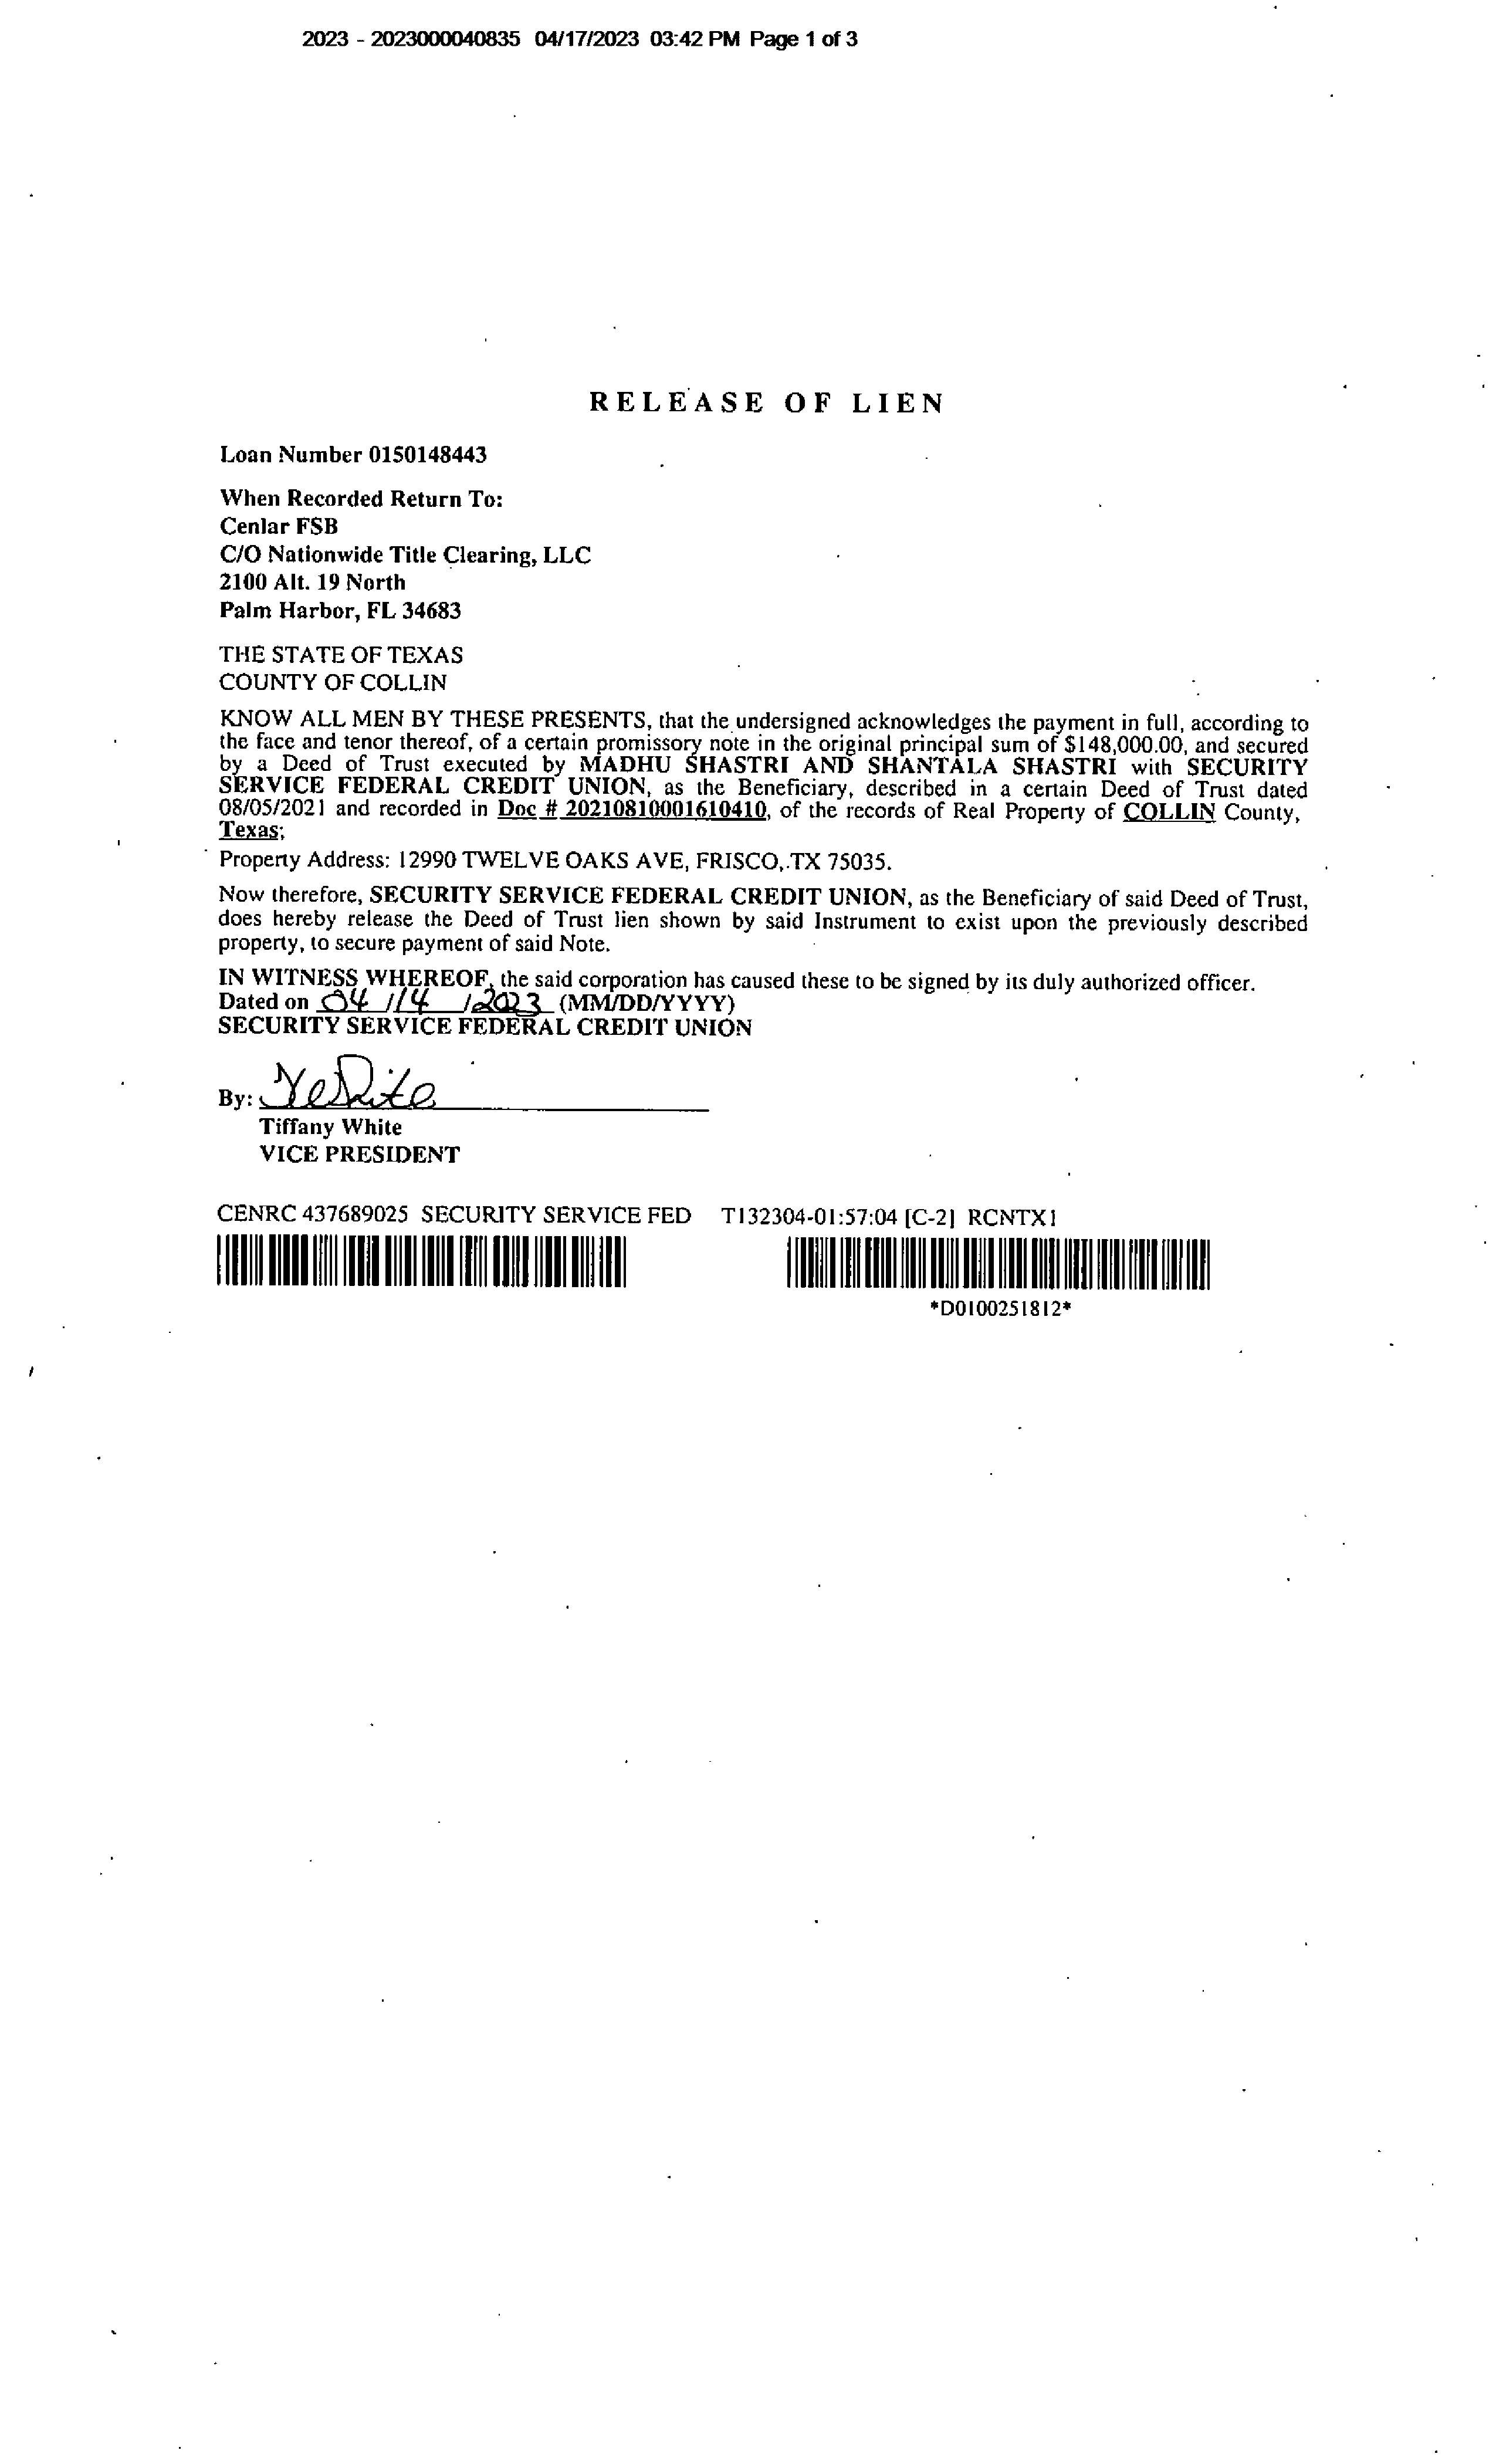 2023 - 2023000040835 04/17/2023 03:42 PM Page 1 of 3
RELEASE OF LIEN
Loan Number 0150148443
When Recorded Return To:
Cenlar FSB
C/O Nationwide Title Clearing, LLC
2100 Alt. 19 North
Palm Harbor, FL 34683
THE STATE OF TEXAS
COUNTY OF COLLIN
KNOW ALL MEN BY THESE PRESENTS, that the undersigned acknowledges the payment in full, according to
the face and tenor thereof, of a certain promissory note in the original principal sum of $148,000.00, and secured
by a Deed of Trust executed by MADHU SHASTRI AND SHANTALA SHASTRI with SECURITY
SERVICE FEDERAL CREDIT UNION, as the Beneficiary, described in a certain Deed of Trust dated
08/05/2021 and recorded in Doc # 20210810001610410, of the records of Real Property of COLLIN County,
Texas;
Property Address: 12990 TWELVE OAKS AVE, FRISCO, TX 75035.
Now therefore, SECURITY SERVICE FEDERAL CREDIT UNION, as the Beneficiary of said Deed of Trust,
does hereby release the Deed of Trust lien shown by said Instrument to exist upon the previously described
property, to secure payment of said Note.
IN WITNESS WHEREOF, the said corporation has caused these to be signed by its duly authorized officer.
Dated on 04 /14 /2023 (MM/DD/YYYY)
SECURITY SERVICE FEDERAL CREDIT UNION
By:
Tiffany White
VICE PRESIDENT
CENRC 437689025 SECURITY SERVICE FED T132304-01:57:04 [C-2] RCNTX1
*D0100251812*